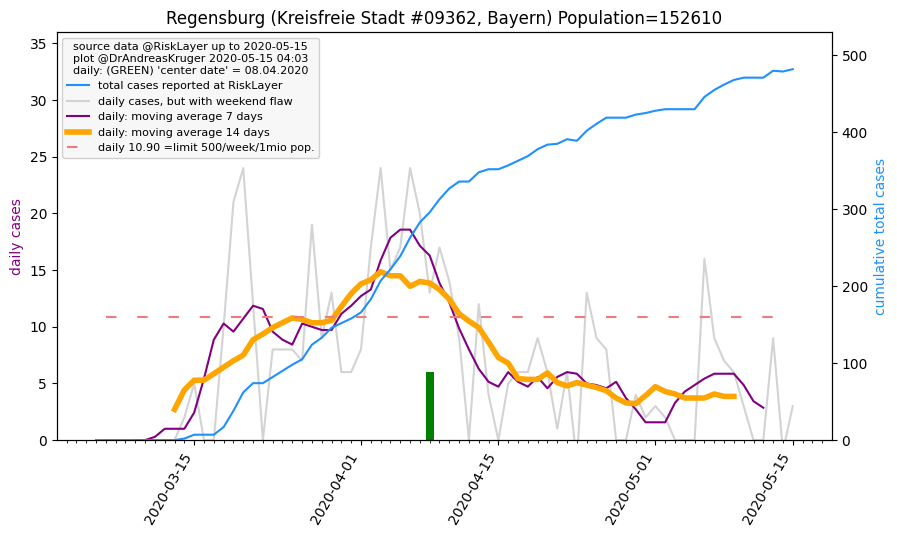 Regensburg (Kreisfreie Stadt #09362, Bayern) Population=152610
source data @RiskLayer up to 2020-05-15
plot @DrAndreasKruger 2020-05-15 04:03
daily: (GREEN) 'center date' = 08.04.2020
total cases reported at RiskLayer
daily cases, but with weekend flaw
daily: moving average 7 days
daily: moving average 14 days
daily 10.90 =limit 500/week/1mio pop.
35
30
25
20
15
10
5
0
daily cases
500
400
300
200
100
0
cumulative total cases
2020-03-15
2020-04-01
2020-04-15
2020-05-01
2020-05-15